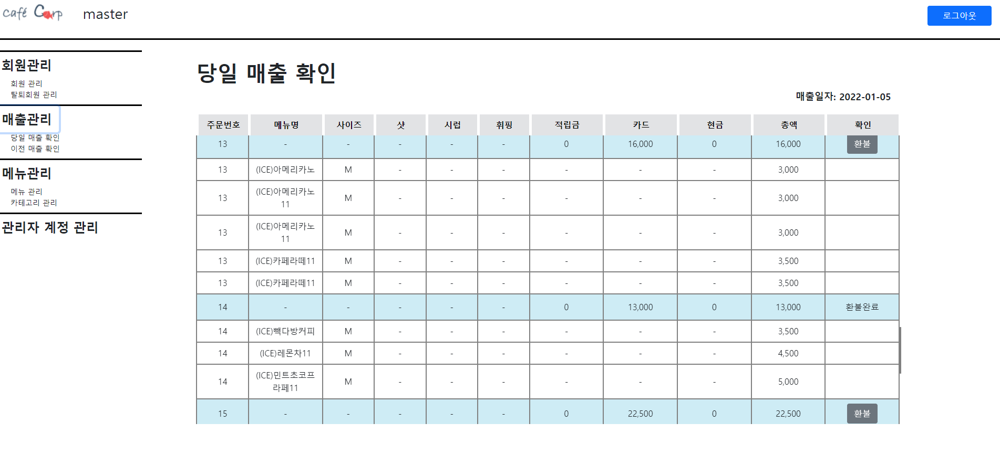 café Carp
master
로그아웃
회원관리
회원 관리
탈퇴회원 관리
매출관리
당일 매출 확인
이전 매출 확인
메뉴관리
메뉴 관리
카테고리 관리
관리자 계정 관리
당일 매출 확인
매출일자: 2022-01-05
주문번호 메뉴명 사이즈 샷 시럽 휘핑 적립금 카드 현금 총액 확인
13 - - - - - 0 16,000 0 16,000 환불
13 (ICE)아메리카노 M - - - - - - 3,000
13 (ICE)아메리카노
11 M - - - - - - 3,000
13 (ICE)아메리카노
11 M - - - - - - 3,000
13 (ICE)카페라떼11 M - - - - - - 3,500
13 (ICE)카페라떼11 M - - - - - - 3,500
14 - - - - - 0 13,000 0 13,000 환불완료
14 (ICE)빽다방커피 M - - - - - - 3,500
14 (ICE)레몬차11 M - - - - - - 4,500
14 (ICE)민트초코프
라페11 M - - - - - - 5,000
15 - - - - - 0 22,500 0 22,500 환불